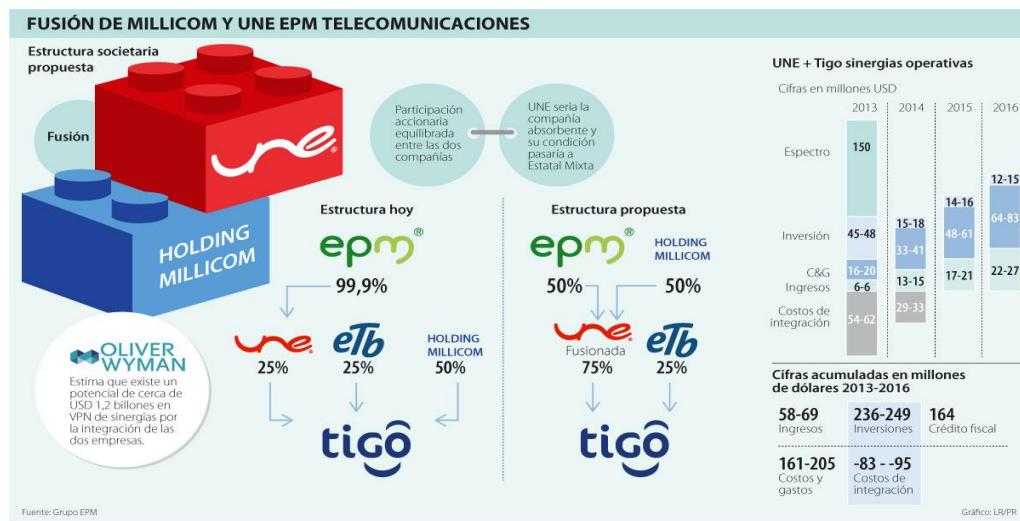 FUSIÓN DE MILLICOM Y UNE EPM TELECOMUNICACIONES
Estructura societaria
propuesta
Fusión
une
HOLDING
MILLICOM
Participación
accionaria
equilibrada
entre las dos
compañías
UNE seria la
compañía
absorbente y
su condición
pasaría a
Estatal Mixta
Estructura hoy
epm®
99,9%
une
25%
eTb
25%
HOLDING
MILLICOM
50%
tigo
Estructura propuesta
epm®
50%
HOLDING
MILLICOM
50%
une
Fusionada
75%
eTb
25%
tigo
OLIVER
WYMAN
Estima que existe un
potencial de cerca de
USD 1,2 billones en
VPN de sinergias por
la integración de las
dos empresas.
UNE + Tigo sinergias operativas
Cifras en millones USD
2013 2014 2015 2016
Espectro 150
12-15
14-16
15-18
64-83
Inversión 45-48 33-41 48-61
C&G 16-20
Ingresos 6-6 13-15 17-21 22-27
Costos de
integración
54-62 29-33
Cifras acumuladas en millones
de dólares 2013-2016
58-69 236-249 164
Ingresos Inversiones Crédito fiscal
161-205 -83 - -95
Costos y Costos de
gastos integración
Fuente: Grupo EPM
Gráfico: LR/PR